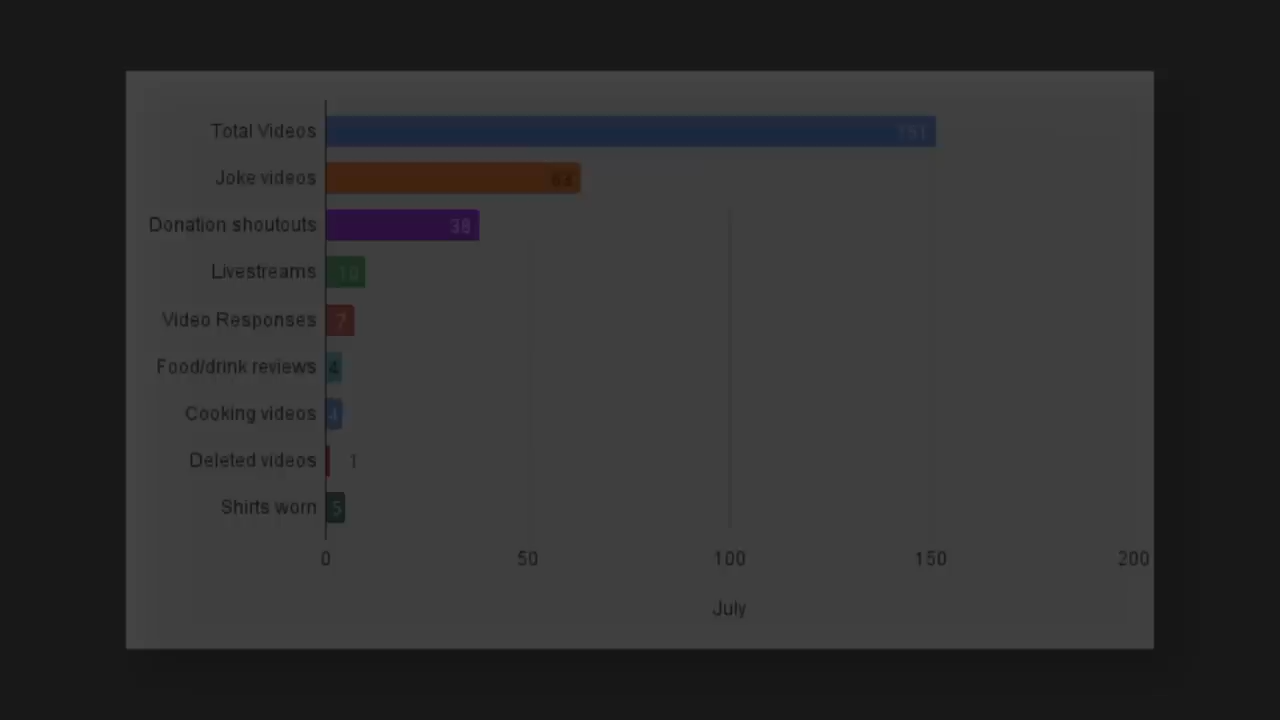 Total Videos 151
Joke videos 63
Donation shoutouts 38
Livestreams 10
Video Responses 7
Food/drink reviews 4
Cooking videos 4
Deleted videos 1
Shirts worn 5
0 50 100 150 200
July